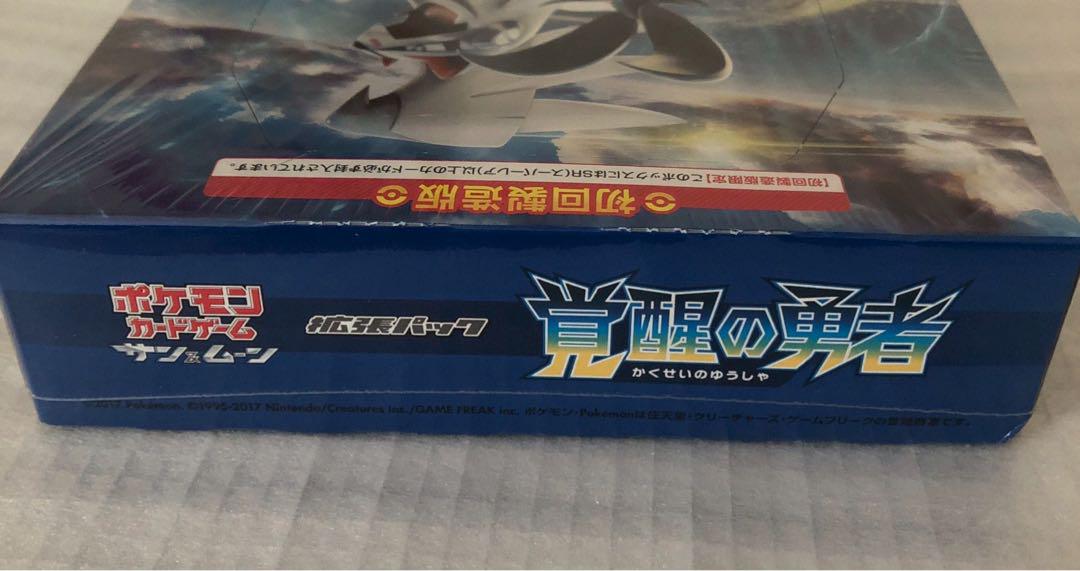 【初回製造版限定】このボックスにはSR(スーパーレア)以上のカードが必ず封入されています。
初回製造版
ポケモン
カードゲーム
サン&ムーン
拡張パック
覚醒の勇者
かくせいのゆうしゃ
©2017 Pokémon. ©1995-2017 Nintendo/Creatures Inc./GAME FREAK inc. ポケモン・Pokémonは任天堂・クリーチャーズ・ゲームフリークの登録商標です。